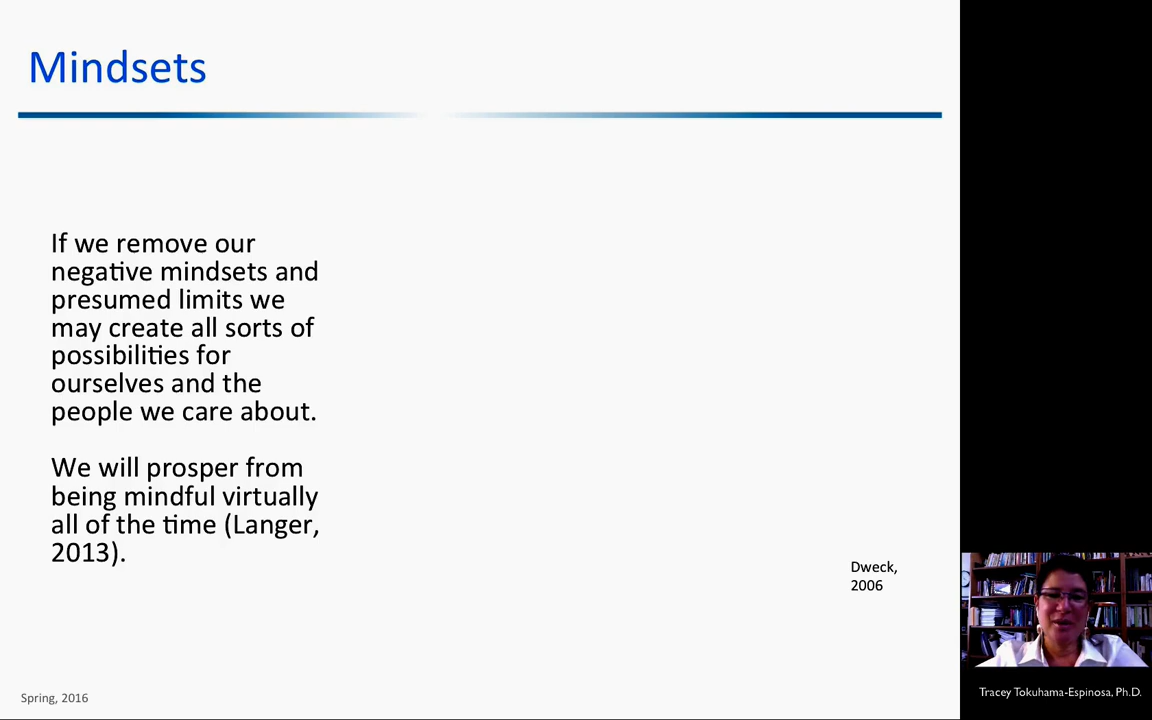 Mindsets
If we remove our
negative mindsets and
presumed limits we
may create all sorts of
possibilities for
ourselves and the
people we care about.
We will prosper from
being mindful virtually
all of the time (Langer,
2013).
Dweck,
2006
Spring, 2016
Tracey Tokuhama-Espinosa, Ph.D.